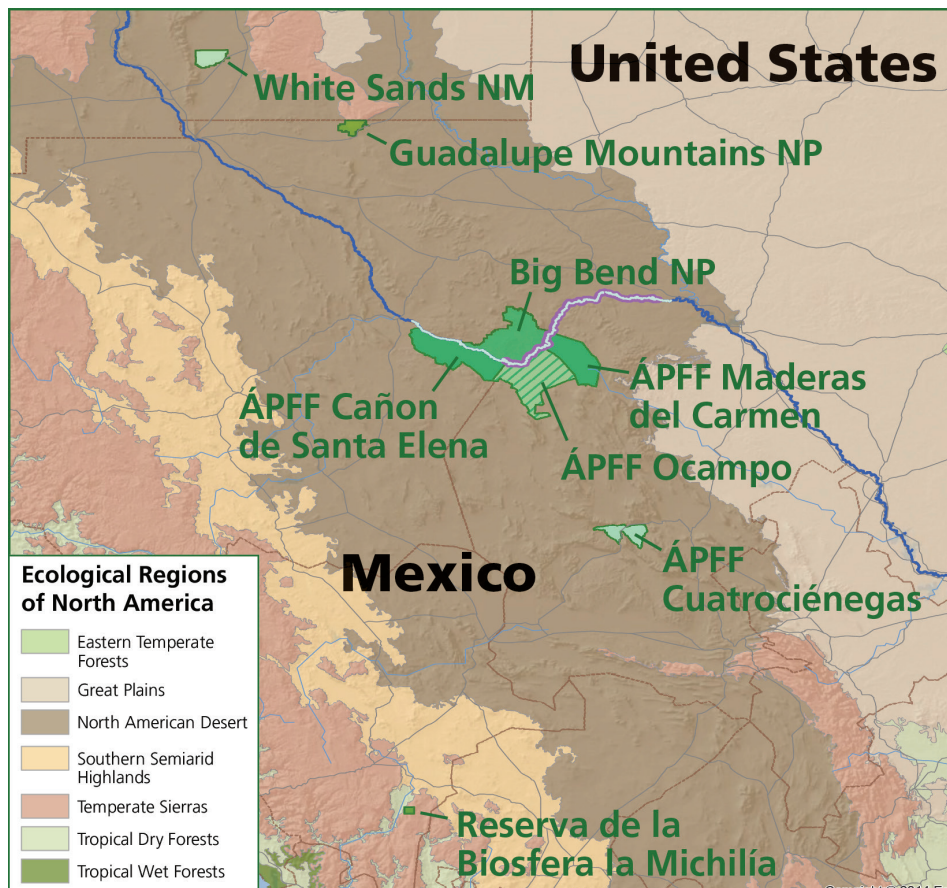 United States
White Sands NM
Guadalupe Mountains NP
Big Bend NP
ÁPFF Maderas
del Carmen
ÁPFF Cañon
de Santa Elena
ÁPFF Ocampo
Mexico
ÁPFF
Cuatrociénegas
Ecological Regions
of North America
Eastern Temperate
Forests
Great Plains
North American Desert
Southern Semiarid
Highlands
Temperate Sierras
Tropical Dry Forests
Tropical Wet Forests
Reserva de la
Biosfera la Michilía